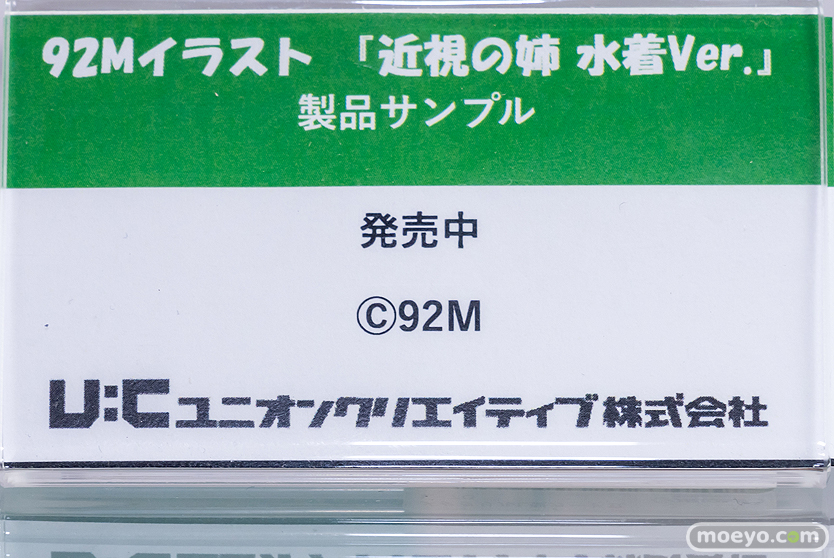 92Mイラスト 『近視の姉 水着Ver.』
製品サンプル
発売中
©92M
U:C ユニオンクリエイティブ株式会社
moeyo.com